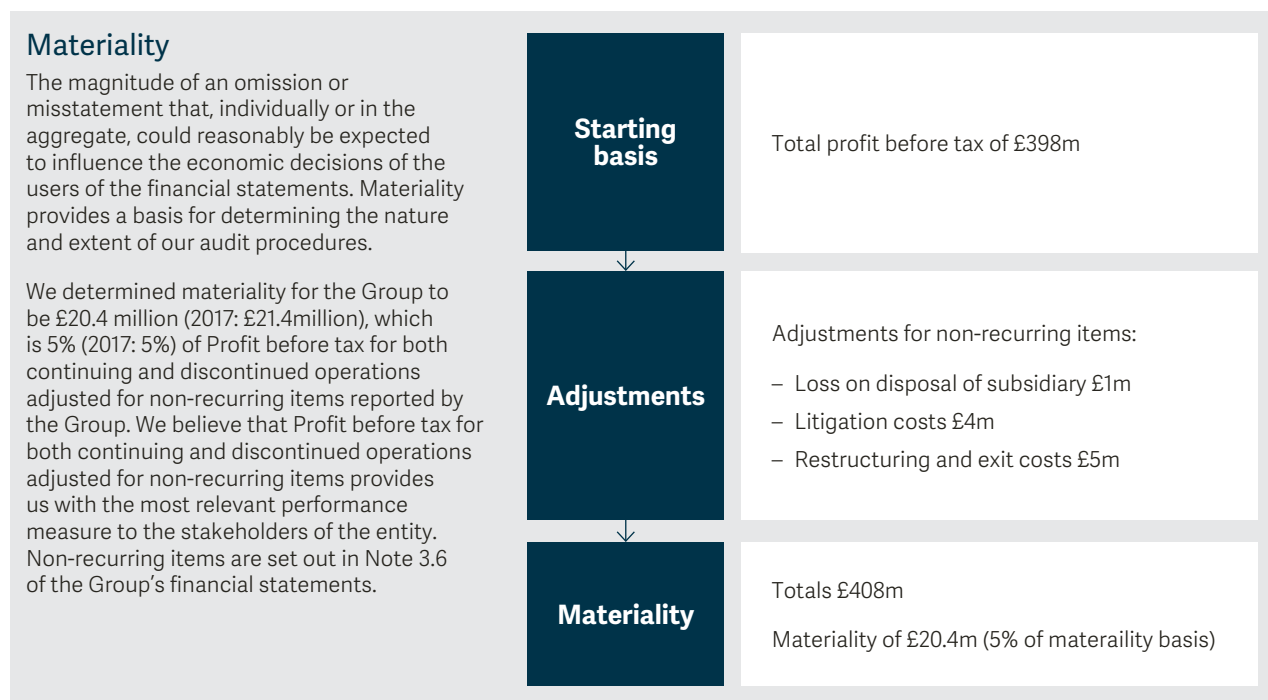 Materiality
The magnitude of an omission or
misstatement that, individually or in the
aggregate, could reasonably be expected
to influence the economic decisions of the
users of the financial statements. Materiality
provides a basis for determining the nature
and extent of our audit procedures.
We determined materiality for the Group to
be £20.4 million (2017: £21.4million), which
is 5% (2017: 5%) of Profit before tax for both
continuing and discontinued operations
adjusted for non-recurring items reported by
the Group. We believe that Profit before tax for
both continuing and discontinued operations
adjusted for non-recurring items provides
us with the most relevant performance
measure to the stakeholders of the entity.
Non-recurring items are set out in Note 3.6
of the Group’s financial statements.
Starting
basis
Total profit before tax of £398m
Adjustments
Adjustments for non-recurring items:
– Loss on disposal of subsidiary £1m
– Litigation costs £4m
– Restructuring and exit costs £5m
Materiality
Totals £408m
Materiality of £20.4m (5% of materaility basis)